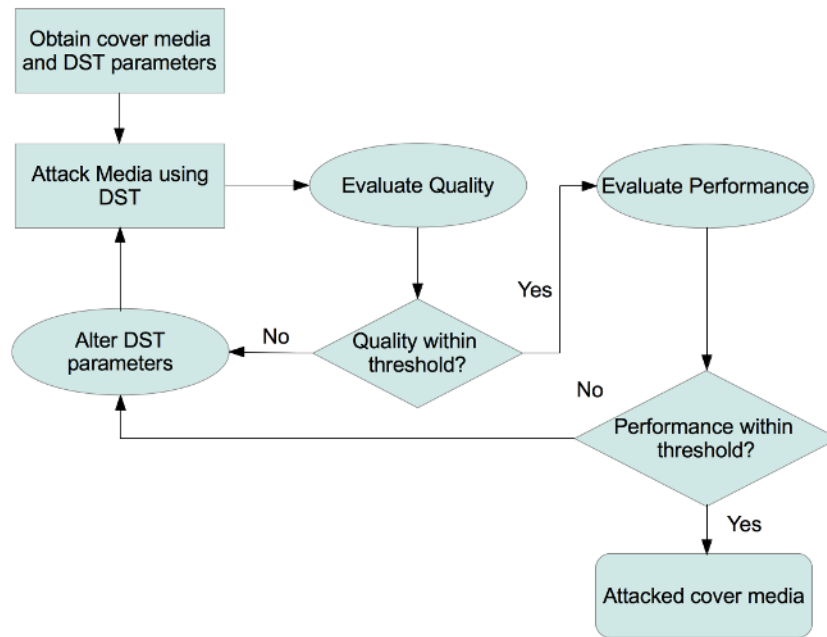 Obtain cover media
and DST parameters
Attack Media using
DST
Evaluate Quality
Evaluate Performance
Yes
Alter DST
parameters
No
Quality within
threshold?
No
Performance within
threshold?
Yes
Attacked cover media